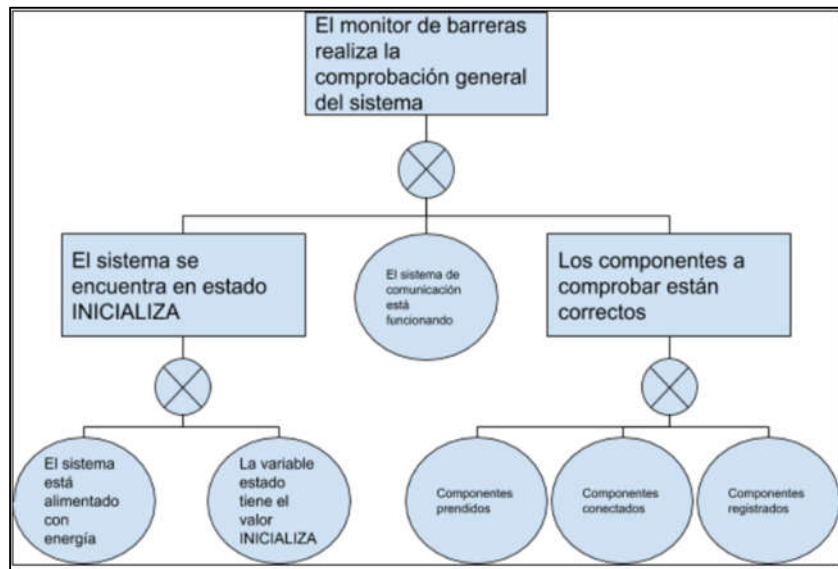 El monitor de barreras
realiza la
comprobación general
del sistema
El sistema se
encuentra en estado
INICIALIZA
El sistema de
comunicación
está
funcionando
Los componentes a
comprobar están
correctos
El sistema
está
alimentado
con
energía
La variable
estado
tiene el
valor
INICIALIZA
Componentes
prendidos
Componentes
conectados
Componentes
registrados